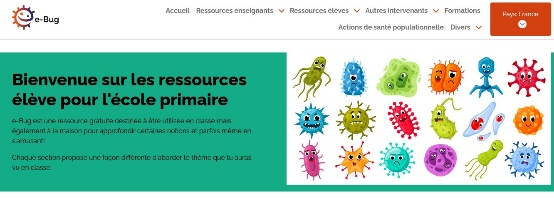 e-Bug
Accueil Ressources enseignants Ressources élèves Autres intervenants Formations
Actions de santé populationnelle Divers
Pays: France
Bienvenue sur les ressources
élève pour l'école primaire
e-Bug est une ressource gratuite destinée à être utilisée en classe mais
également à la maison pour approfondir certaines notions et parfois même en
s'amusant!
Chaque section propose une façon différente d'aborder le thème que tu auras
vu en classe.